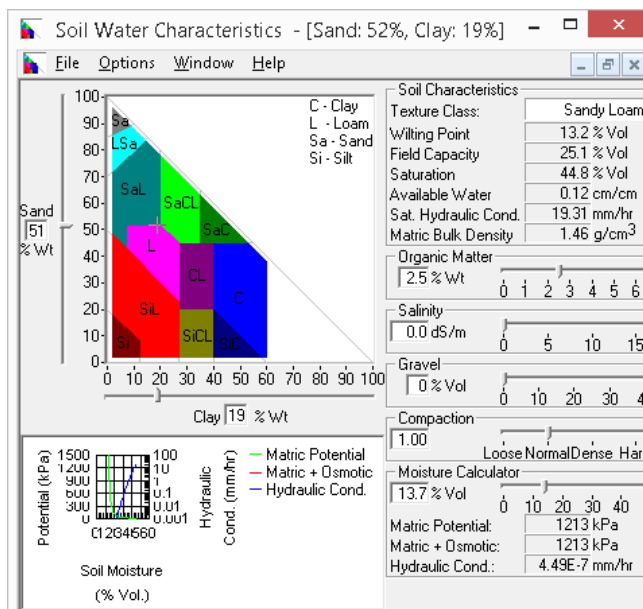 Soil Water Characteristics - [Sand: 52%, Clay: 19%]
File Options Window Help
100
90
80
70
60
50
40
30
20
10
0
Sand
51
% Wt
C - Clay
L - Loam
Sa - Sand
Si - Silt
Sa
LSa
SaL
SaCL
SaC
L
CL
C
SiL
SiCL
SiC
Si
0 10 20 30 40 50 60 70 80 90 100
Clay 19 % Wt
Soil Characteristics
Texture Class: Sandy Loam
Wilting Point 13.2 % Vol
Field Capacity 25.1 % Vol
Saturation 44.8 % Vol
Available Water 0.12 cm/cm
Sat. Hydraulic Cond. 19.31 mm/hr
Matric Bulk Density 1.46 g/cm3
Organic Matter
2.5 % Wt
0 1 2 3 4 5 6
Salinity
0.0 dS/m
0 5 10 15
Gravel
0 % Vol
0 10 20 30 4
Compaction
1.00
Loose Normal Dense Har
Moisture Calculator
13.7 % Vol
0 10 20 30 40
Matric Potential: 1213 kPa
Matric + Osmotic: 1213 kPa
Hydraulic Cond.: 4.49E-7 mm/hr
Potential (kPa)
1500
1200
900
600
300
0
100
10
1
0.1
0.01
0.001
Hydraulic
Cond. (mm/hr)
Matric Potential
Matric + Osmotic
Hydraulic Cond.
Soil Moisture
(% Vol.)